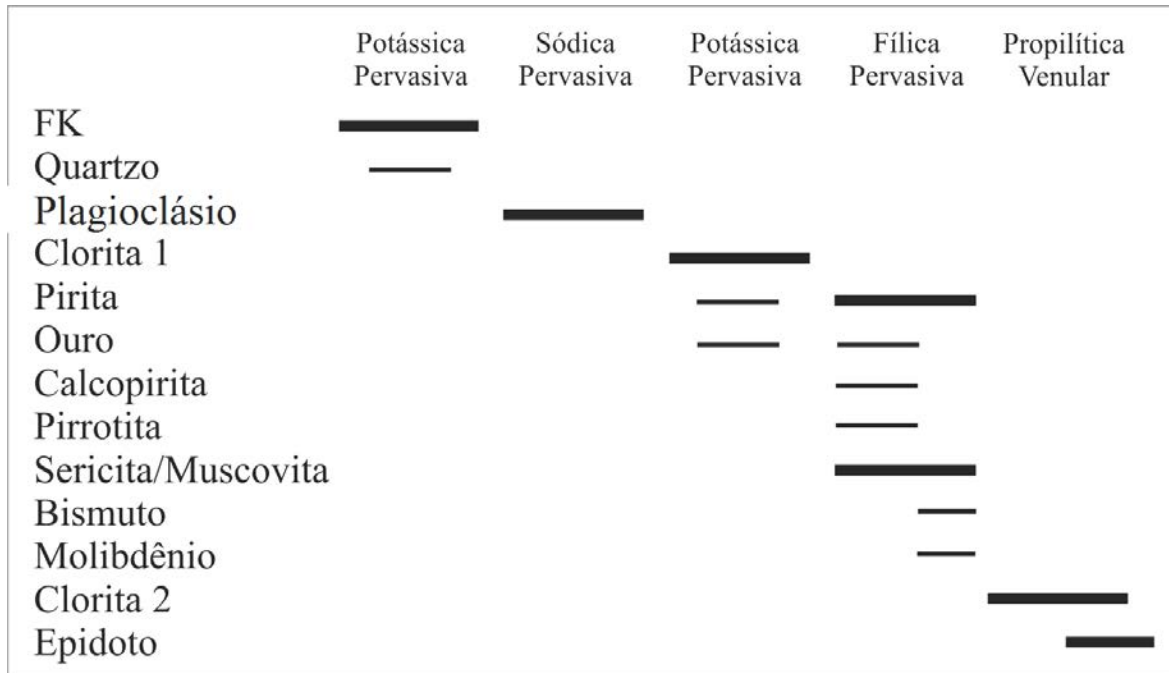 Potássica Sódica Potássica Fílica Propilítica
Pervasiva Pervasiva Pervasiva Pervasiva Venular
FK
Quartzo
Plagioclásio
Clorita 1
Pirita
Ouro
Calcopirita
Pirrotita
Sericita/Muscovita
Bismuto
Molibdênio
Clorita 2
Epidoto